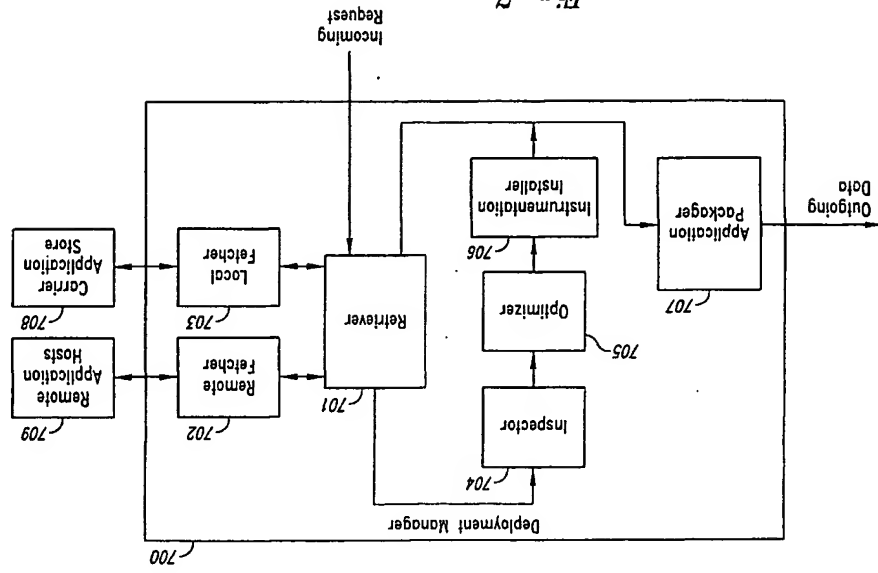 700
Deployment Manager
709
Remote
Application
Hosts
702
Remote
Fetcher
701
Retriever
704
Inspector
708
Carrier
Application
Store
703
Local
Fetcher
705
Optimizer
706
Instrumentation
Installer
707
Application
Packager
Incoming
Request
Outgoing
Data
Fig. 7